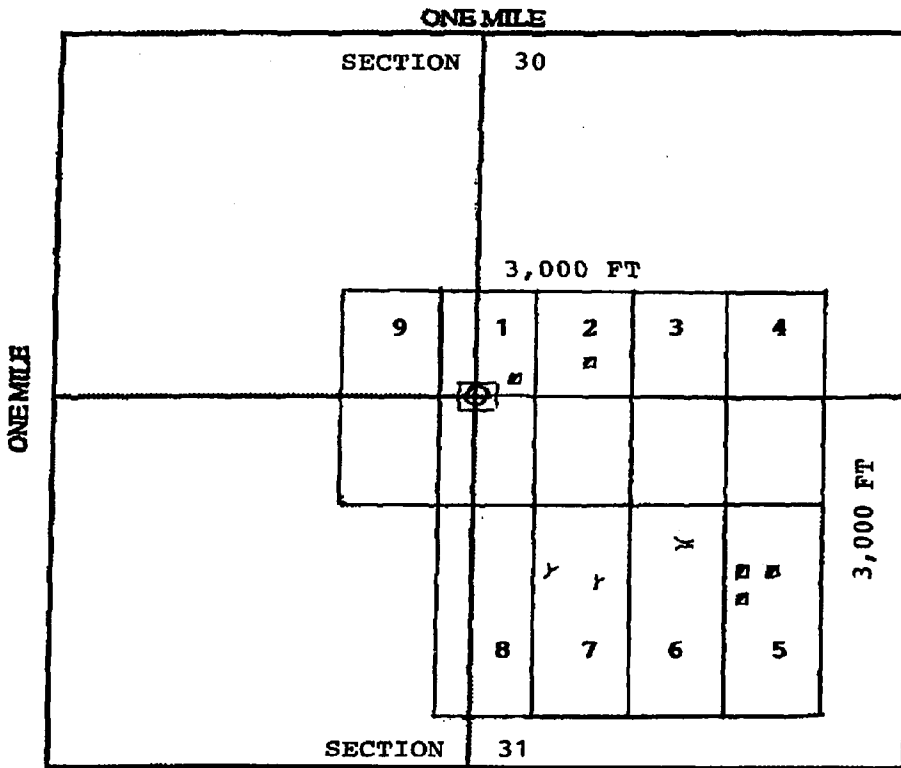 ONE MILE
SECTION 30
3,000 FT
9 1 2 3 4
ONE MILE
3,000 FT
8 7 6 5
SECTION 31